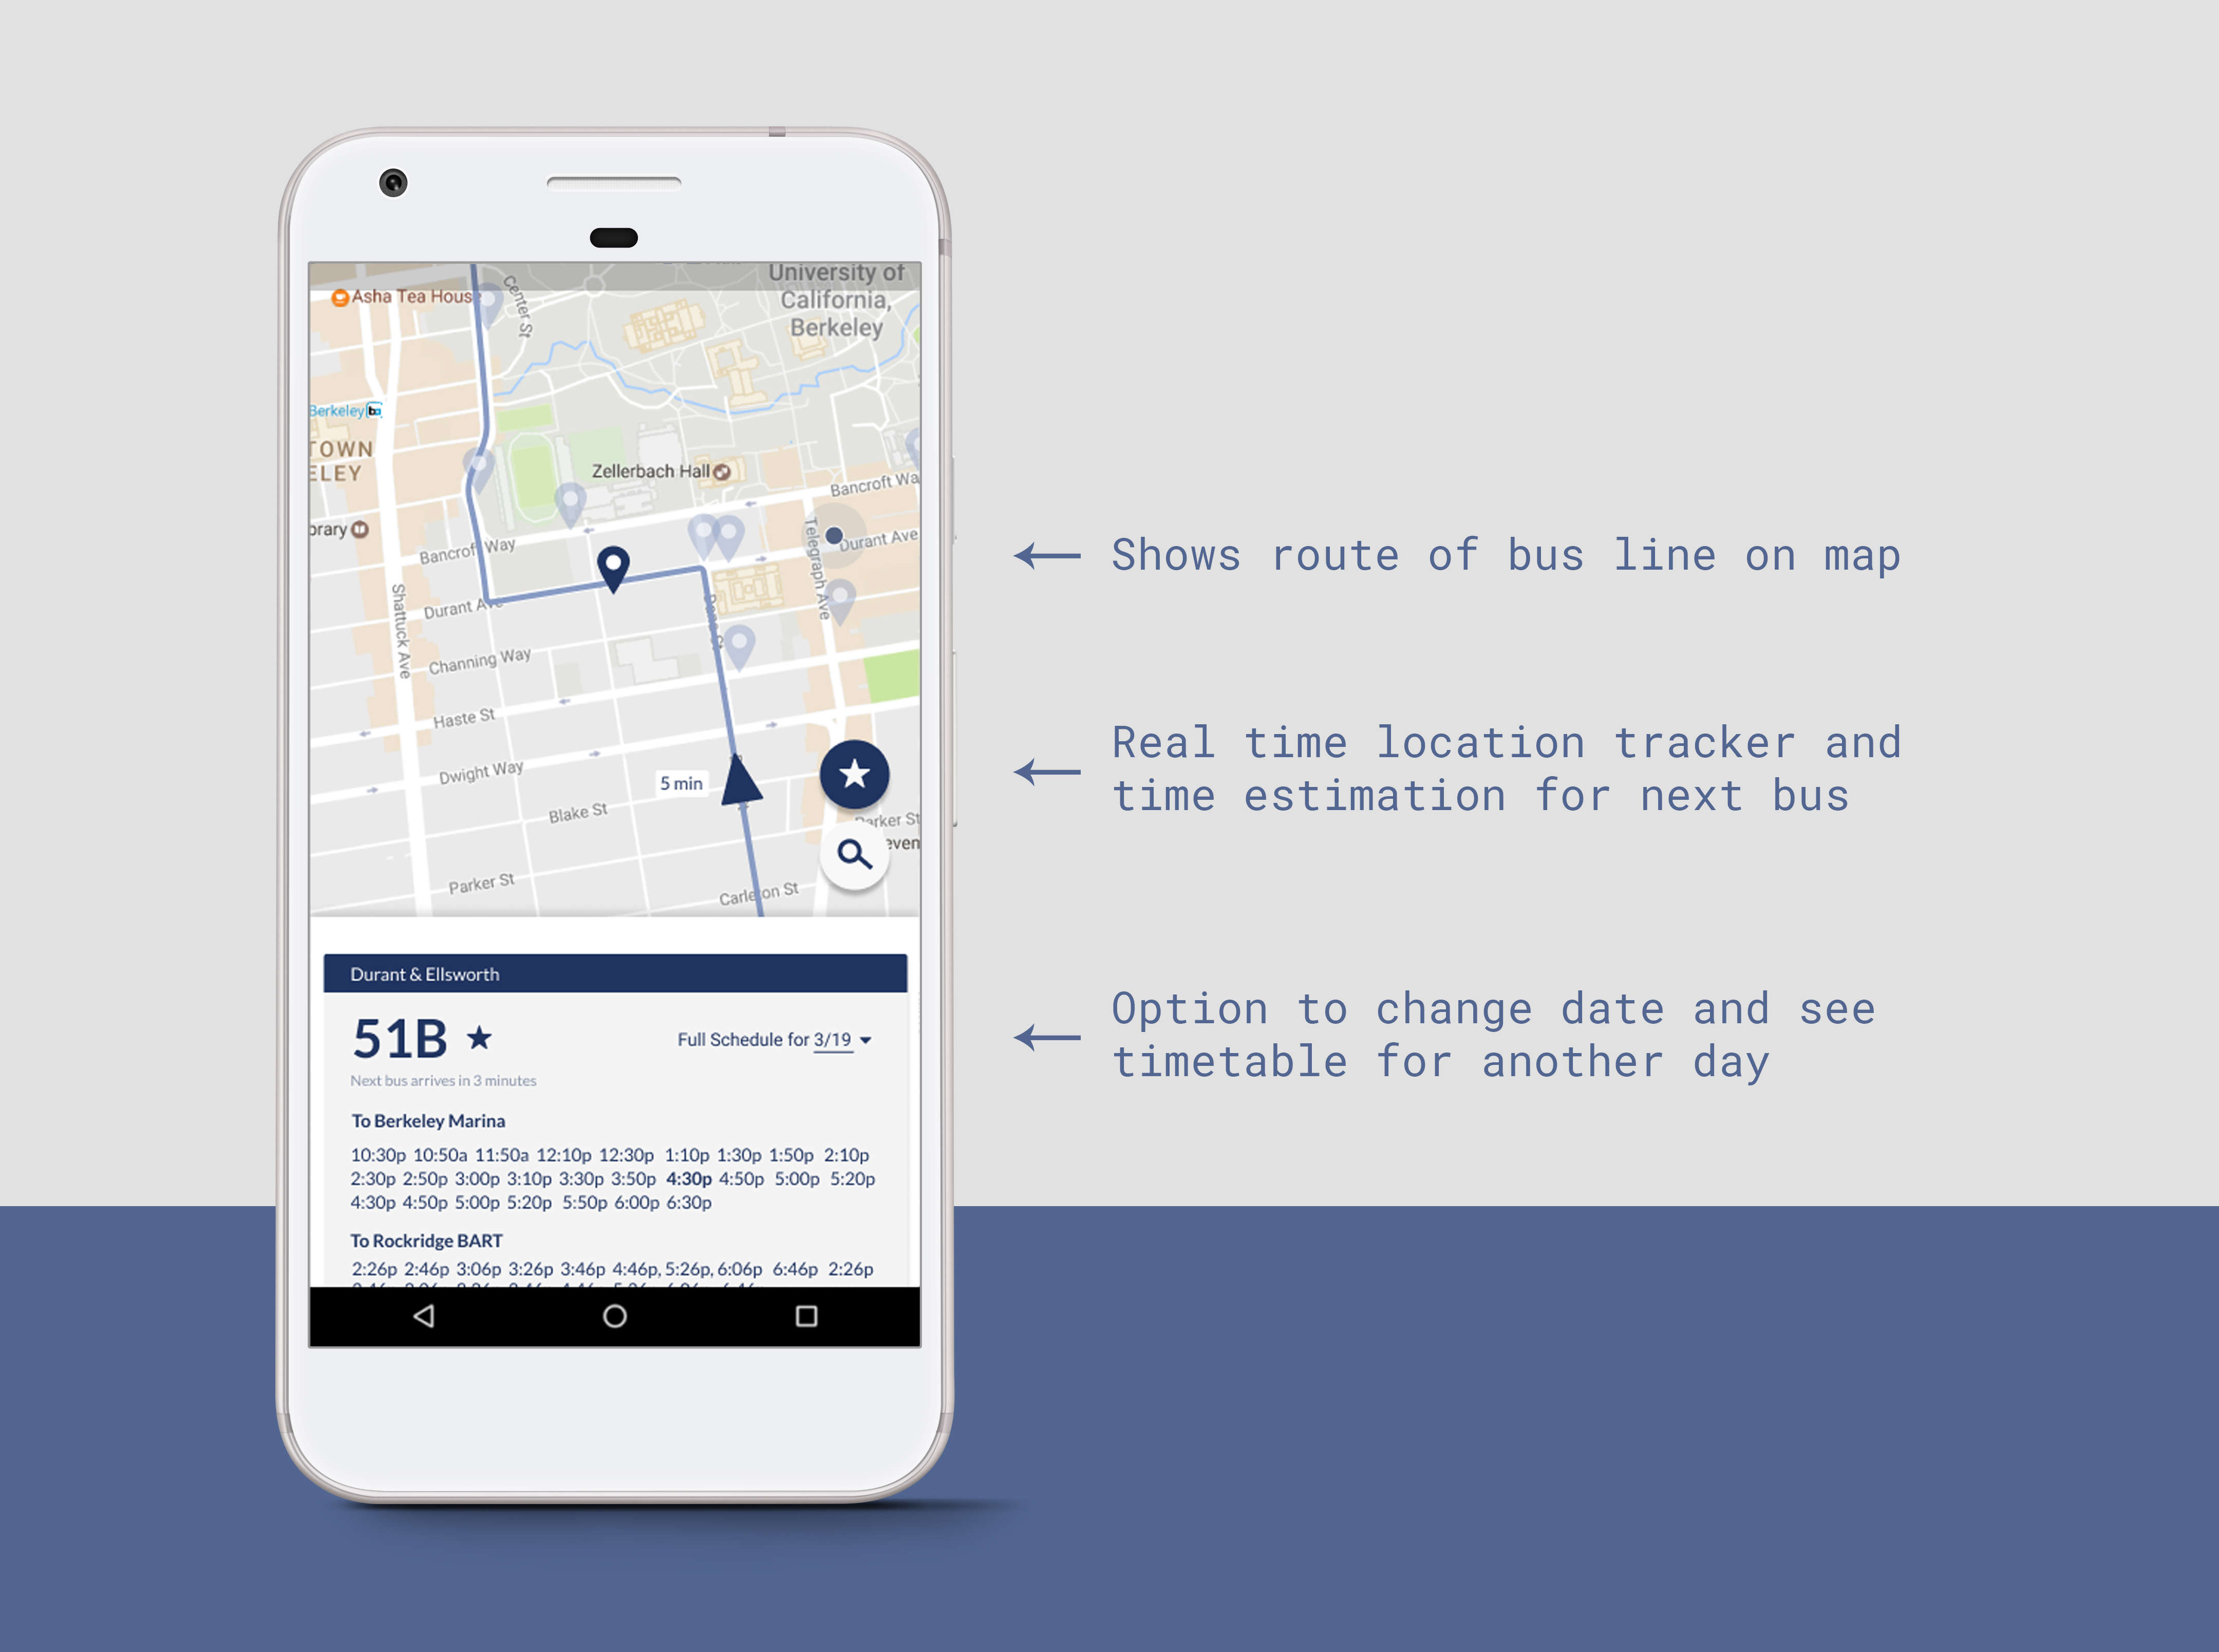 University of
California,
Berkeley
Asha Tea Hous
Center St
Berkeley
TOWN
ELEY
Zellerbach Hall
Bancroft Wa
brary
Telegraph Ave
Durant Ave
Bancroft Way
Shattuck Ave
Durant Ave
Dana St
Channing Way
Haste St
Dwight Way
5 min
Blake St
Parker St
even
Parker St
Carleton St
Durant & Ellsworth
51B
Full Schedule for 3/19
Next bus arrives in 3 minutes
To Berkeley Marina
10:30p 10:50a 11:50a 12:10p 12:30p 1:10p 1:30p 1:50p 2:10p
2:30p 2:50p 3:00p 3:10p 3:30p 3:50p 4:30p 4:50p 5:00p 5:20p
4:30p 4:50p 5:00p 5:20p 5:50p 6:00p 6:30p
To Rockridge BART
2:26p 2:46p 3:06p 3:26p 3:46p 4:46p, 5:26p, 6:06p 6:46p 2:26p
Shows route of bus line on map
Real time location tracker and
time estimation for next bus
Option to change date and see
timetable for another day